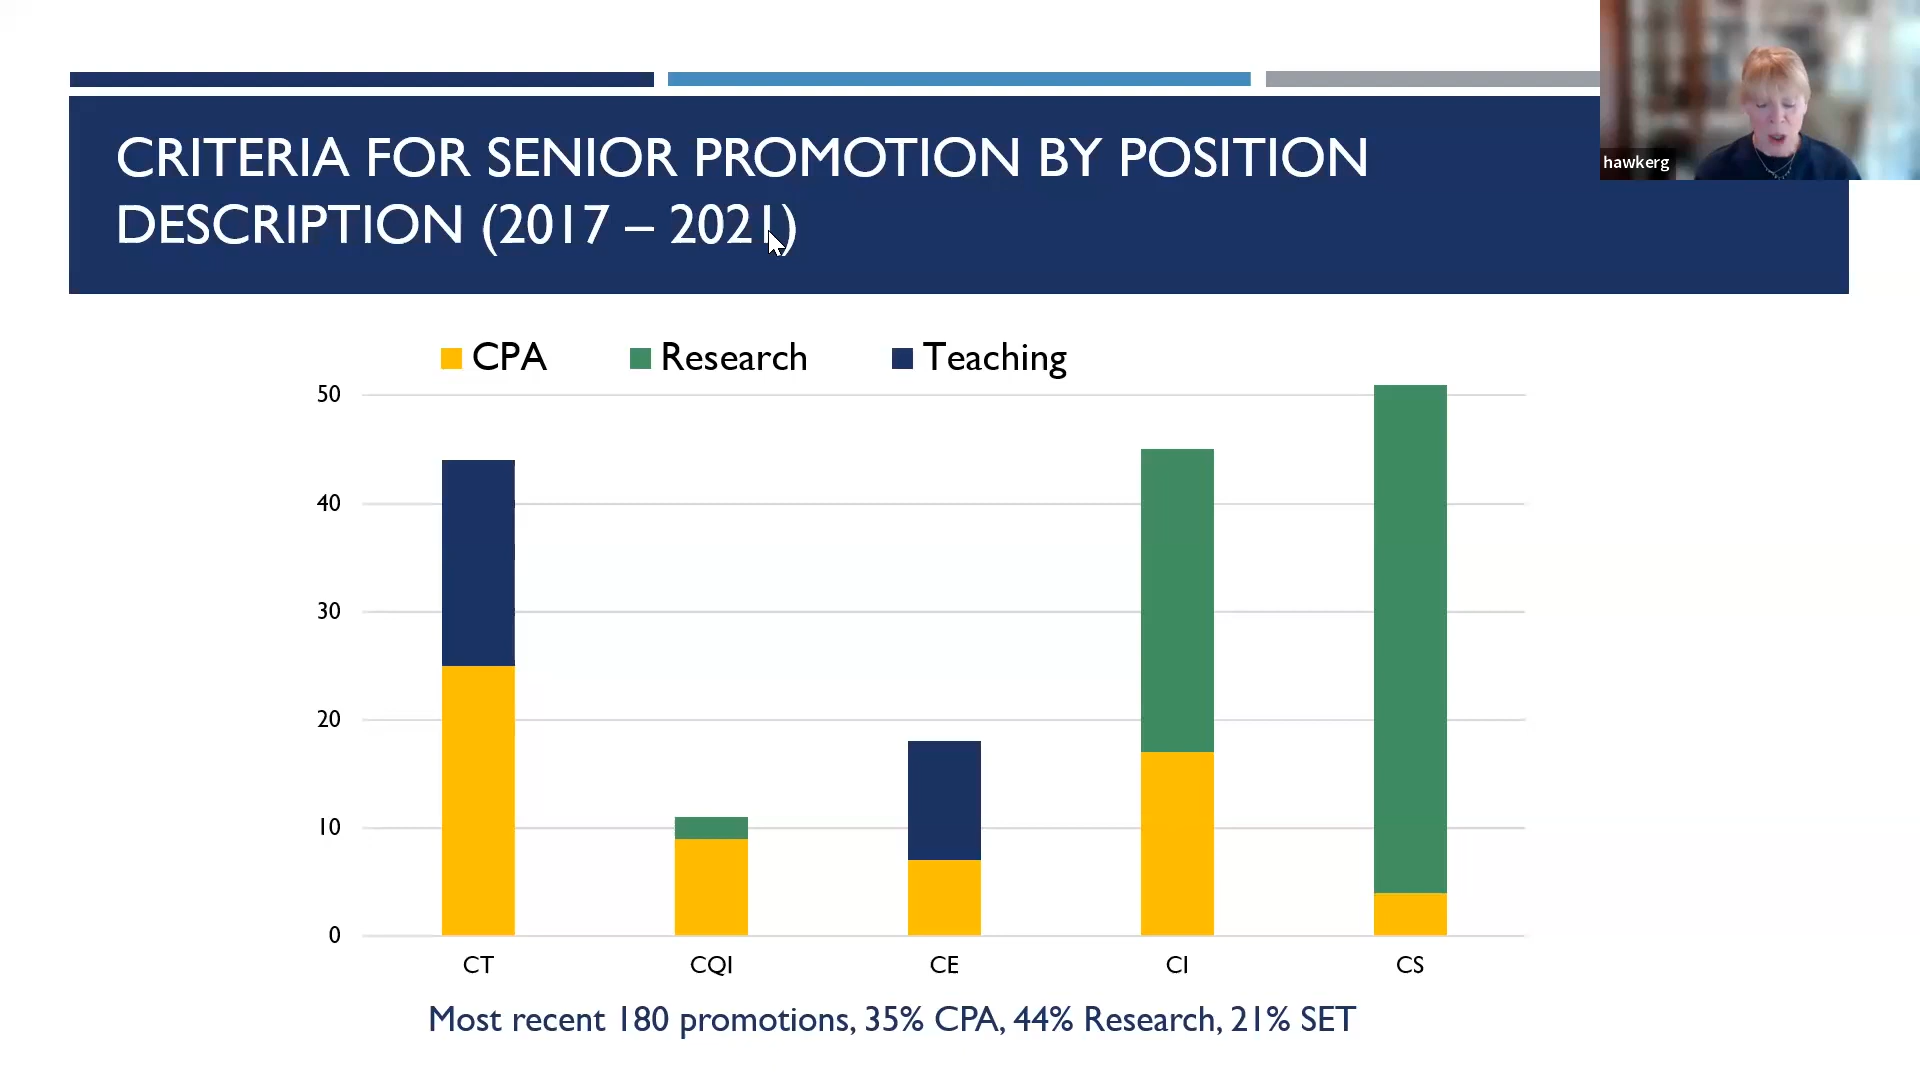 CRITERIA FOR SENIOR PROMOTION BY POSITION
DESCRIPTION (2017 – 2021)
hawkerg
CPA Research Teaching
50
40
30
20
10
0
CT CQI CE CI CS
Most recent 180 promotions, 35% CPA, 44% Research, 21% SET